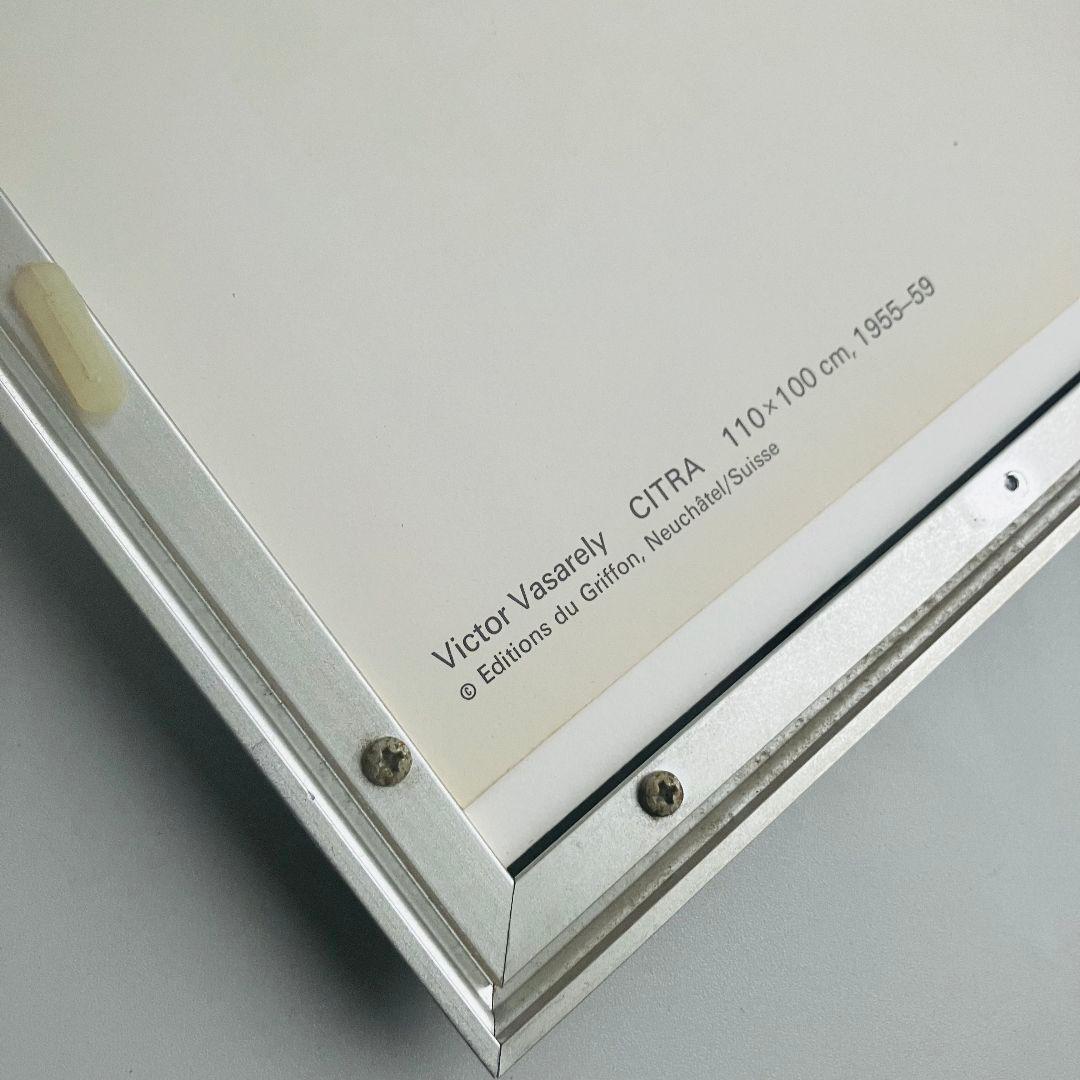 Victor Vasarely CITRA 110×100 cm, 1955–59
© Editions du Griffon, Neuchâtel/Suisse